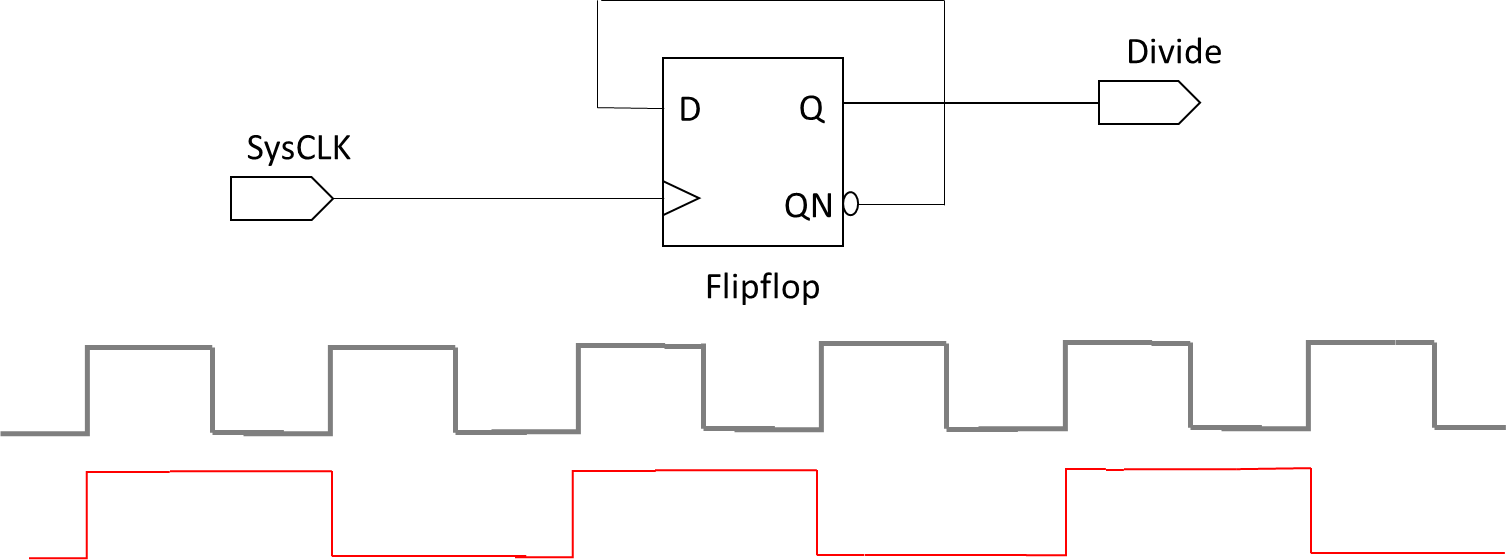 Divide
D
Q
SysCLK
QN
Flipflop